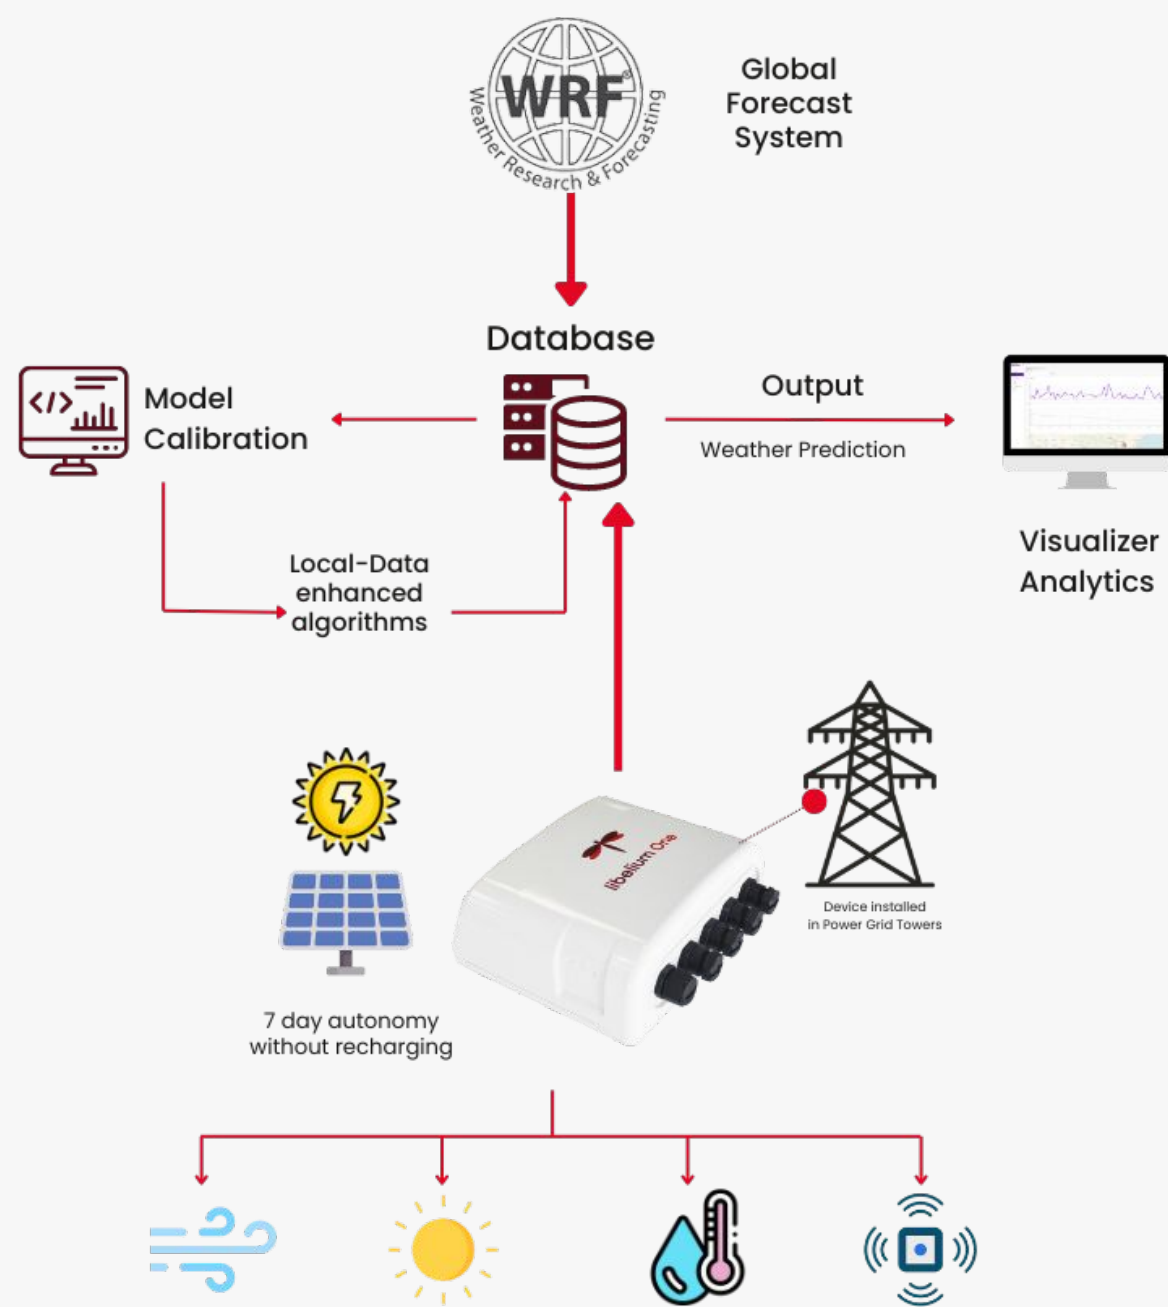 WRF®
Weather Research & Forecasting
Global
Forecast
System
Database
Model
Calibration
</>
Output
Weather Prediction
Visualizer
Analytics
Local-Data
enhanced
algorithms
libelium One
Device installed
in Power Grid Towers
7 day autonomy
without recharging